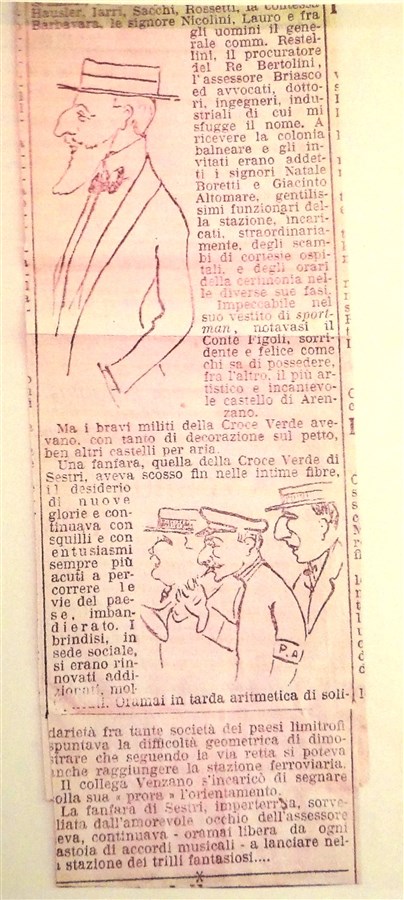 Hausler, Jarri, Sacchi, Rossetti, la contessa
Barbavara, le signore Nicolini, Lauro e fra
gli uomini il gene-
rale comm. Restel-
lini, il procuratore
del Re Bertolini,
l'assessore Briasco
ed avvocati, dotto-
ri, ingegneri, indu-
striali di cui mi
sfugge il nome. A
ricevere la colonia
balneare e gli in-
vitati erano addet-
ti i signori Natale
Boretti e Giacinto
Altomare, gentilis-
simi funzionari del-
la stazione, incari-
cati, straordinaria-
mente, degli scam-
bi di cortesie ospi-
tali, e degli orari
della cerimonia nel-
le diverse sue fasi.
Impeccabile nel
suo vestito di sport-
man, notavasi il
Conte Figoli, sorri-
dente e felice come
chi sa di possedere,
fra l'altro, il più ar-
tistico e incantevo-
le castello di Aren-
zano.
Ma i bravi militi della Croce Verde ave-
vano, con tanto di decorazione sul petto,
ben altri castelli per aria.
Una fanfara, quella della Croce Verde di
Sestri, aveva scosso fin nelle intime fibre,
il desiderio
di nuove
glorie e con-
tinuava con
squilli e con
entusiasmi
sempre più
acuti a per-
correre le
vie del pae-
se, imban-
dierato. I
brindisi, in
sede sociale,
si erano rin-
novati addi-
zionati, mol-
P.A
Oramai in tarda aritmetica di soli-
darietà fra tante società dei paesi limitrofi
spuntava la difficoltà geometrica di dimo-
strare che seguendo la via retta si poteva
anche raggiungere la stazione ferroviaria.
Il collega Venzano s'incaricò di segnare
olla sua « prora » l'orientamento.
La fanfara di Sestri, imperterrita, sorve-
liata dall'amorevole occhio dell'assessore
eva, continuava - oramai libera da ogni
astoia di accordi musicali - a lanciare nel-
stazione dei trilli fantasiosi....